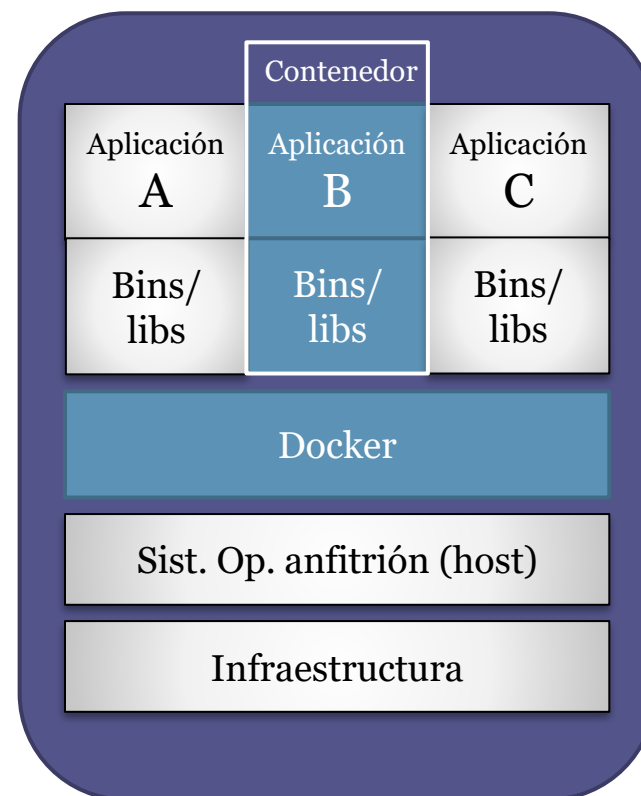 Contenedor
Aplicación
A
Aplicación
B
Aplicación
C
Bins/
libs
Bins/
libs
Bins/
libs
Docker
Sist. Op. anfitrión (host)
Infraestructura